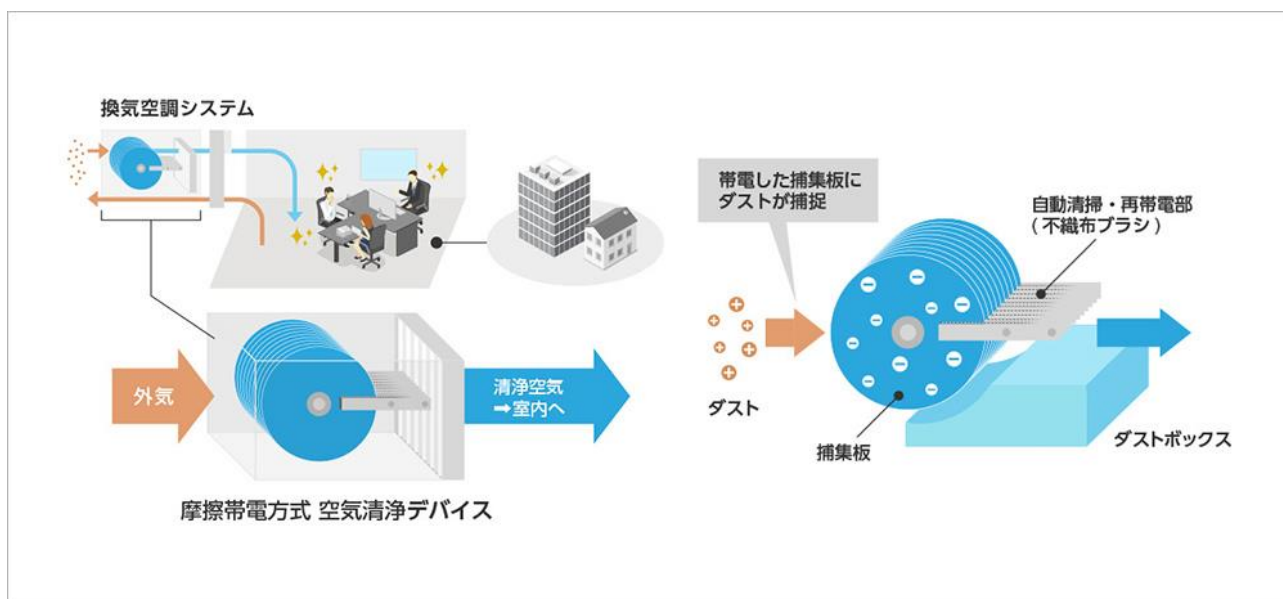 換気空調システム
外気
清浄空気
➡室内へ
摩擦帯電方式 空気清浄デバイス
帯電した捕集板に
ダストが捕捉
自動清掃・再帯電部
(不織布ブラシ)
ダスト
捕集板
ダストボックス